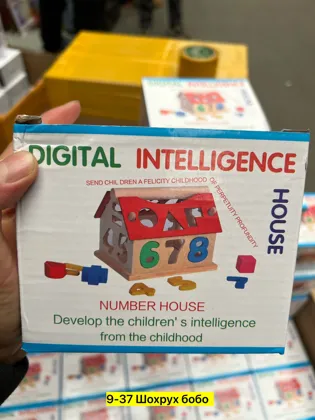 DIGITAL INTELLIGENCE
HOUSE
SEND CHIL DREN A FELICITY CHILDHOOD OF PERPETUITY PROFUNDITY
678
NUMBER HOUSE
Develop the children' s intelligence
from the childhood
9-37 Шохрух бобо